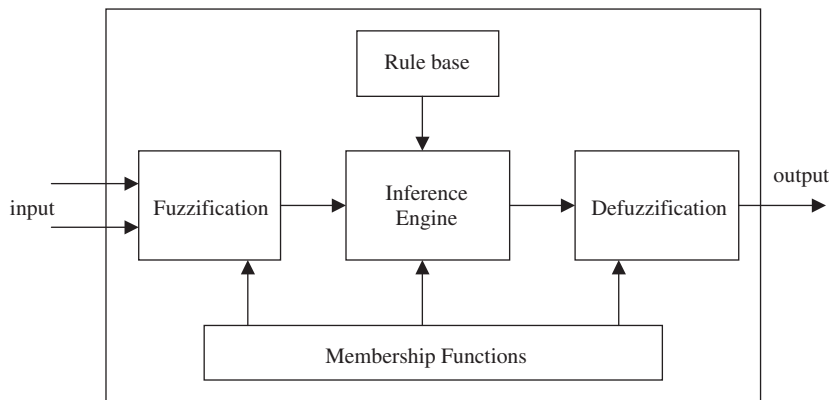 Rule base
input
Fuzzification
Inference
Engine
Defuzzification
output
Membership Functions